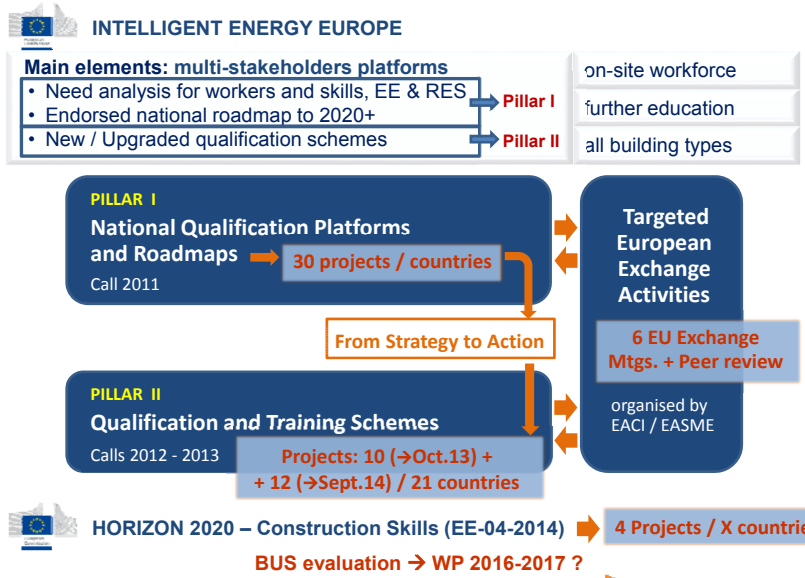 INTELLIGENT ENERGY EUROPE
Main elements: multi-stakeholders platforms
• Need analysis for workers and skills, EE & RES
• Endorsed national roadmap to 2020+
Pillar I
• New / Upgraded qualification schemes
Pillar II
on-site workforce
further education
all building types
PILLAR I
National Qualification Platforms
and Roadmaps
30 projects / countries
Call 2011
From Strategy to Action
PILLAR II
Qualification and Training Schemes
Calls 2012 - 2013
Projects: 10 (→Oct.13) +
+ 12 (→Sept.14) / 21 countries
Targeted
European
Exchange
Activities
6 EU Exchange
Mtgs. + Peer review
organised by
EACI / EASME
HORIZON 2020 – Construction Skills (EE-04-2014)
4 Projects / X countrie
BUS evaluation → WP 2016-2017 ?